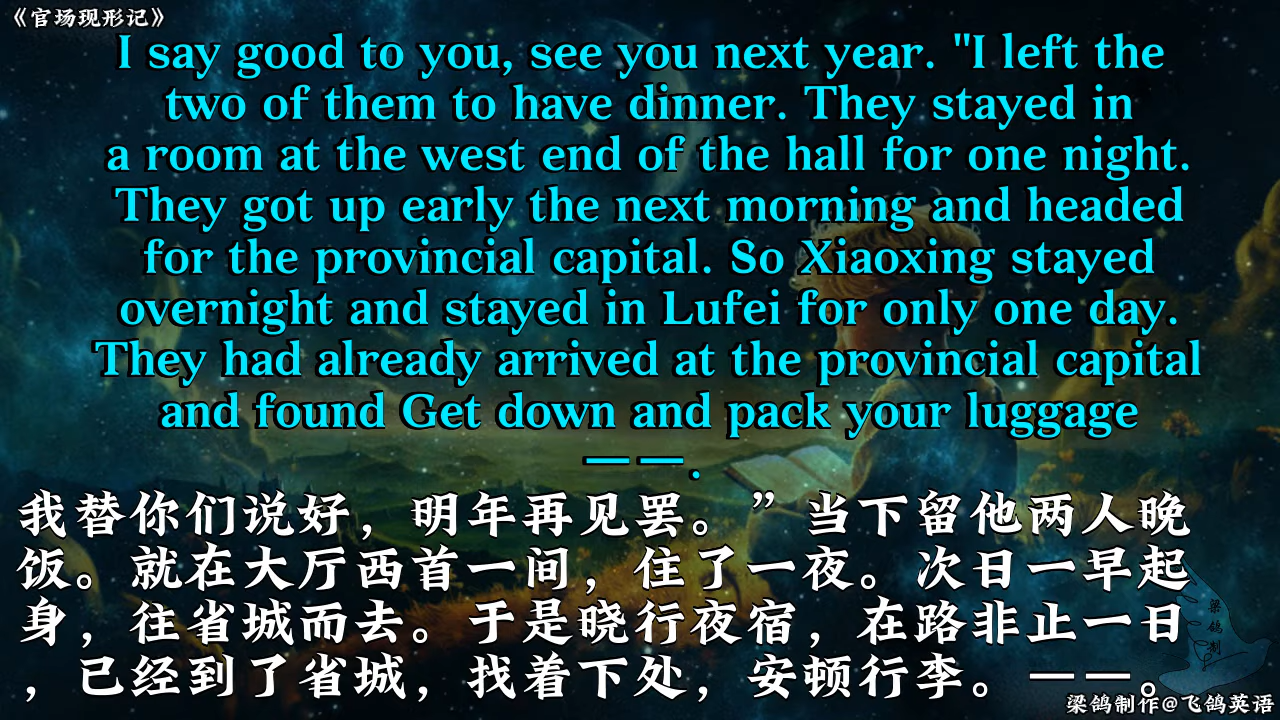 《官场现形记》
I say good to you, see you next year. "I left the
two of them to have dinner. They stayed in
a room at the west end of the hall for one night.
They got up early the next morning and headed
for the provincial capital. So Xiaoxing stayed
overnight and stayed in Lufei for only one day.
They had already arrived at the provincial capital
and found Get down and pack your luggage
——.
我替你们说好，明年再见罢。”当下留他两人晚
饭。就在大厅西首一间，住了一夜。次日一早起
身，往省城而去。于是晓行夜宿，在路非止一日
，已经到了省城，找着下处，安顿行李。——。
梁鸽制
梁鸽制作@飞鸽英语